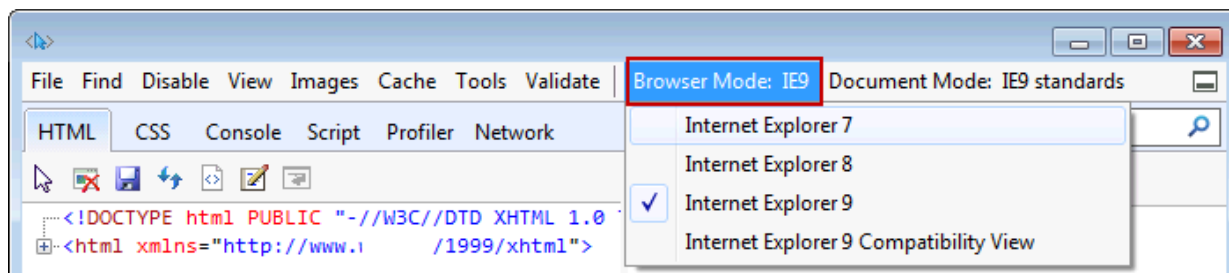 File Find Disable View Images Cache Tools Validate Browser Mode: IE9 Document Mode: IE9 standards
HTML CSS Console Script Profiler Network
Internet Explorer 7
Internet Explorer 8
Internet Explorer 9
Internet Explorer 9 Compatibility View
<!DOCTYPE html PUBLIC "-//W3C//DTD XHTML 1.0
<html xmlns="http://www. /1999/xhtml">